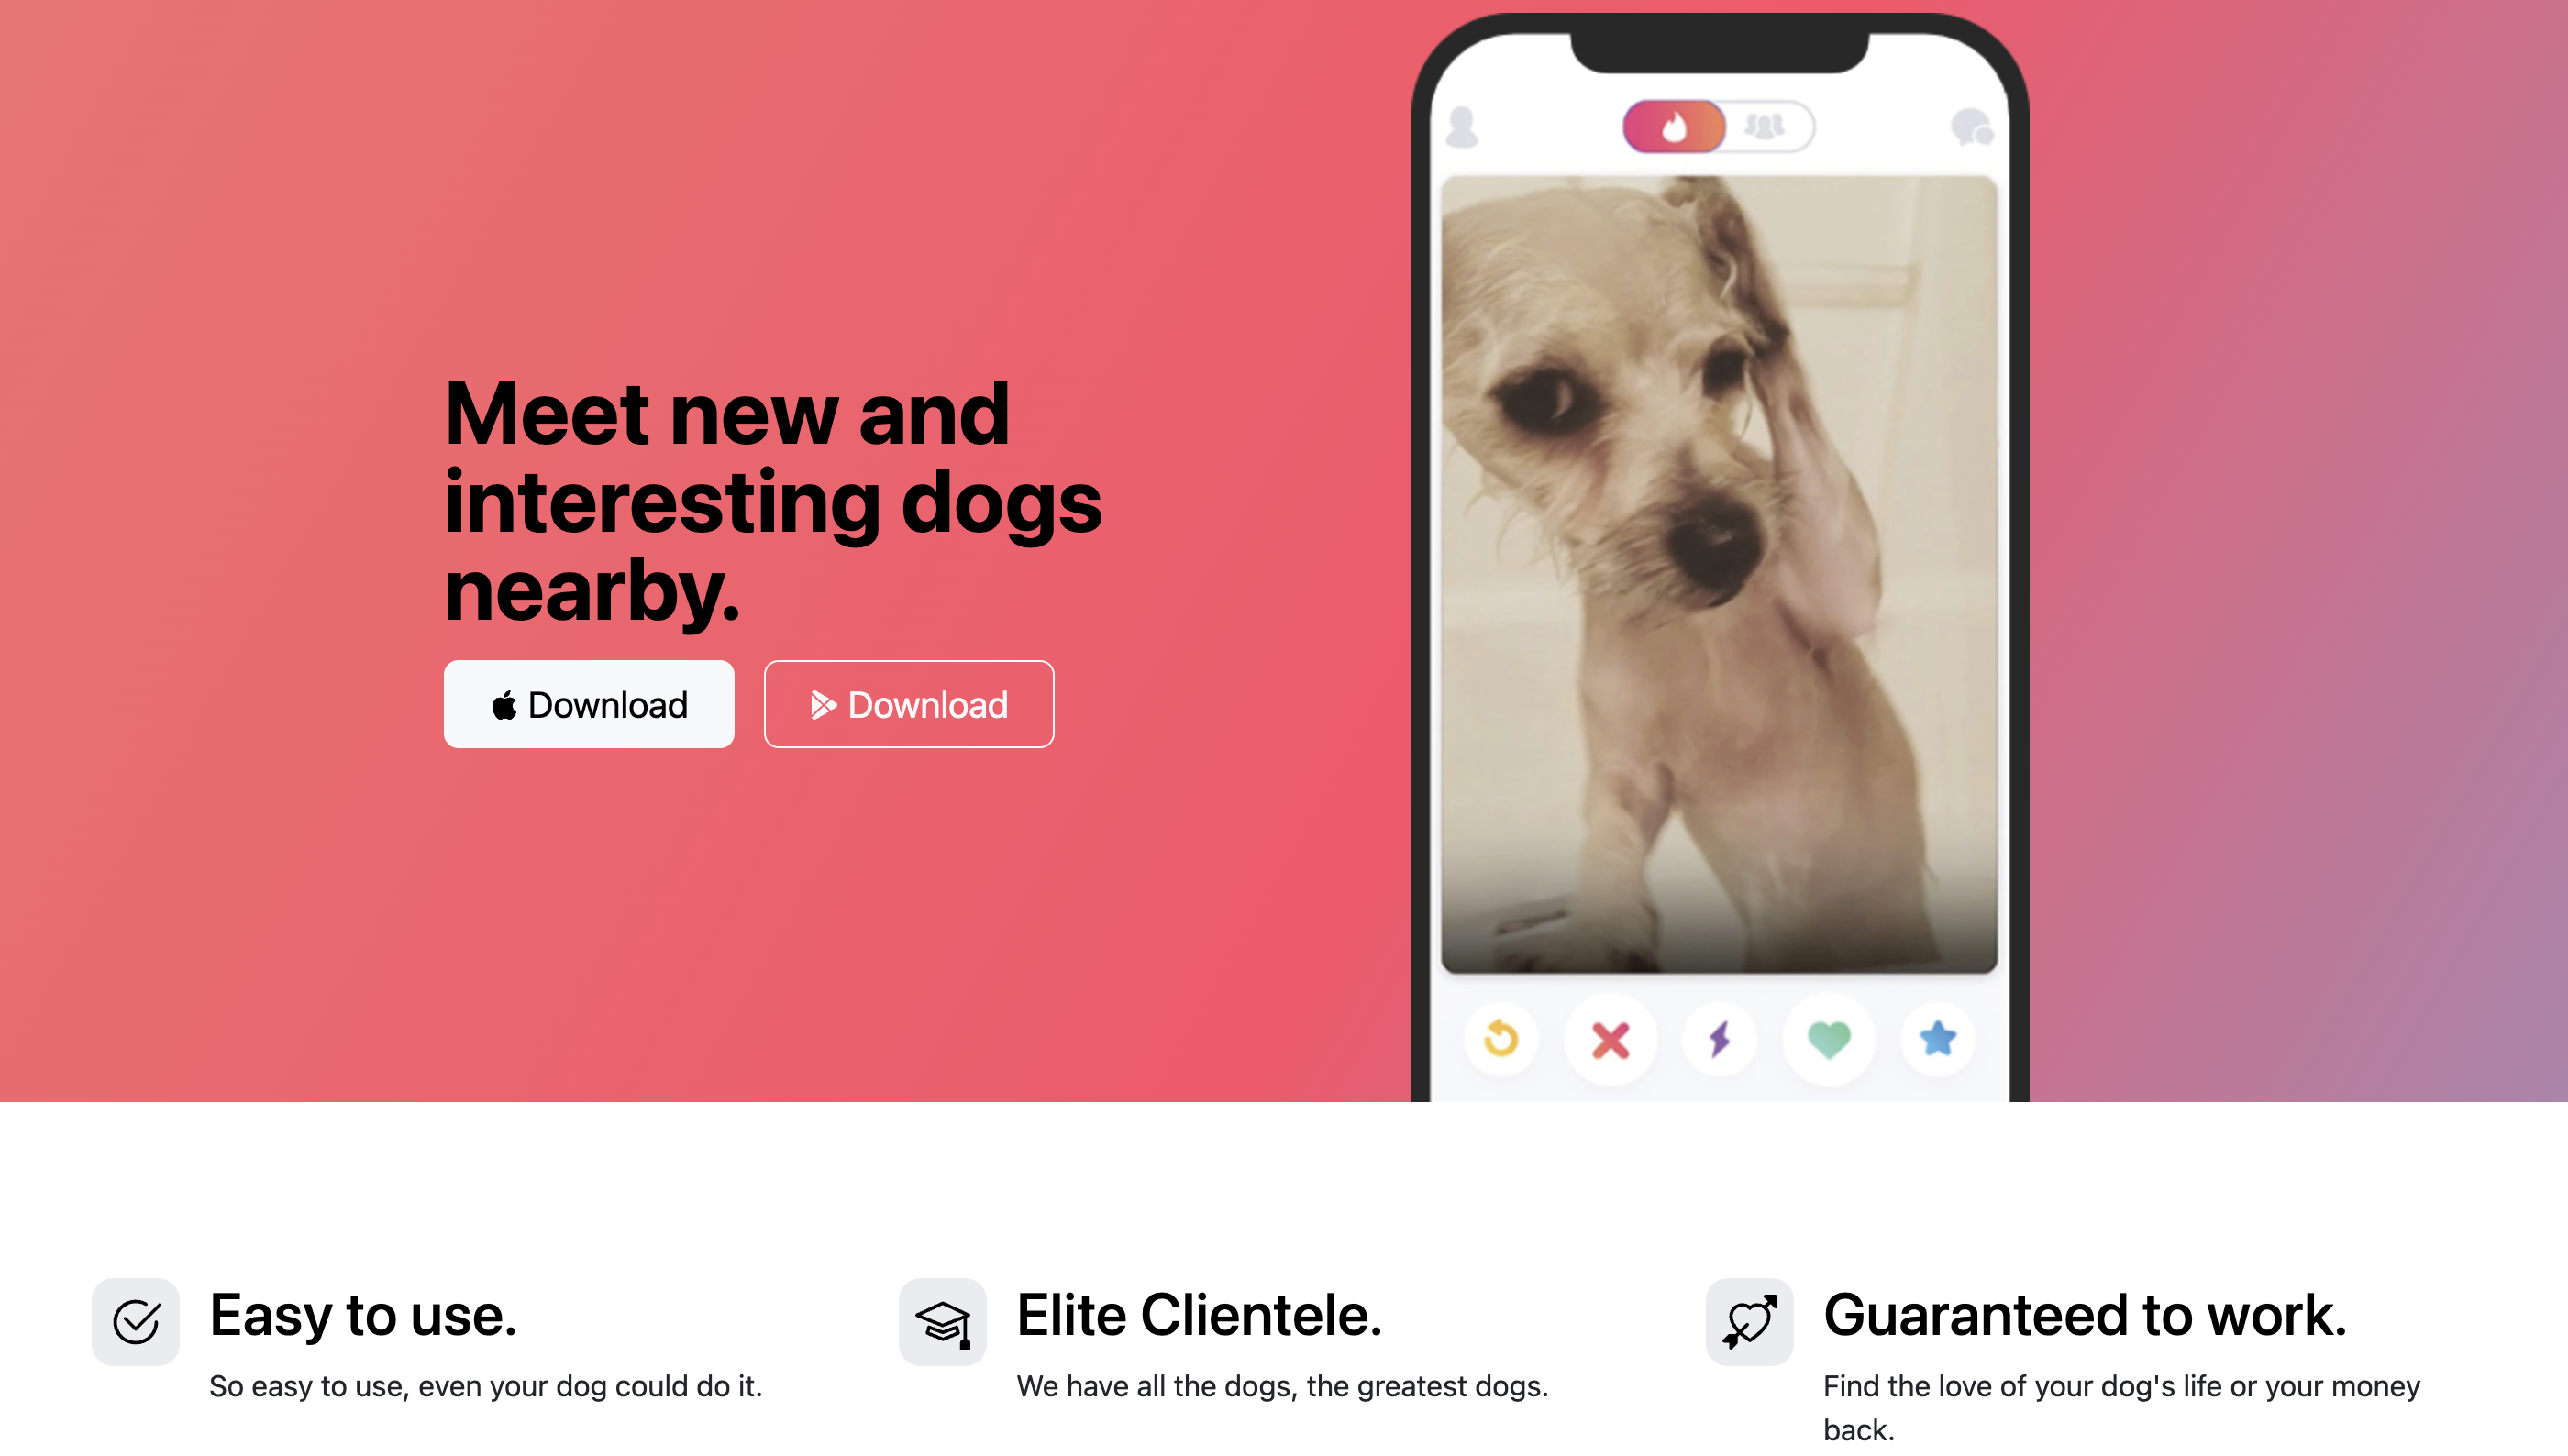 Meet new and
interesting dogs
nearby.
Download
Download
Easy to use.
So easy to use, even your dog could do it.
Elite Clientele.
We have all the dogs, the greatest dogs.
Guaranteed to work.
Find the love of your dog's life or your money
back.